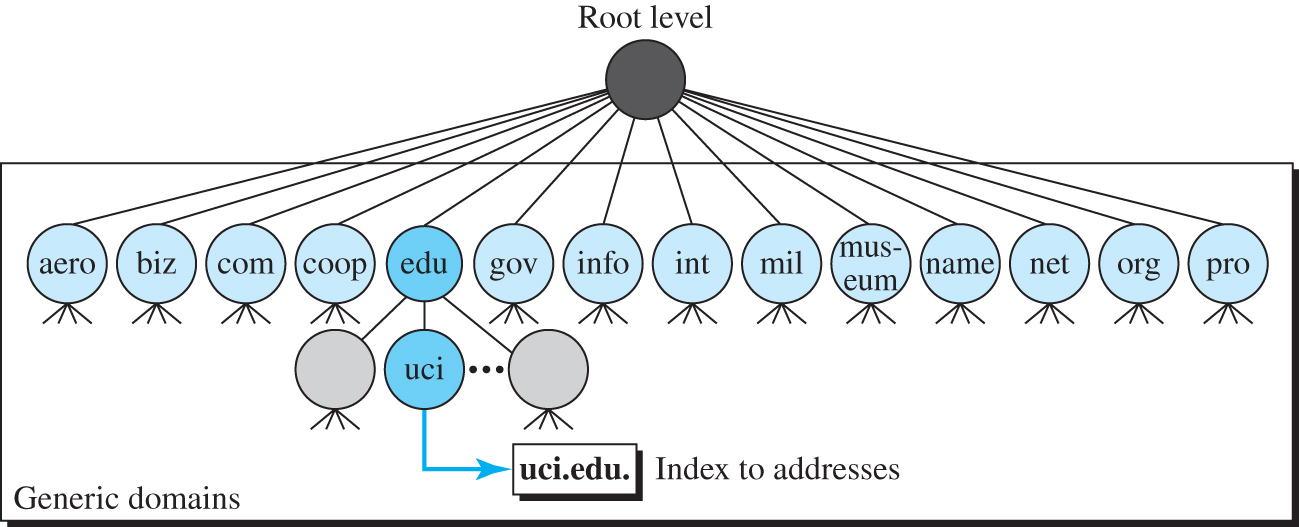 Root level
aero biz com coop edu gov info int mil mus-
eum name net org pro
uci
uci.edu. Index to addresses
Generic domains